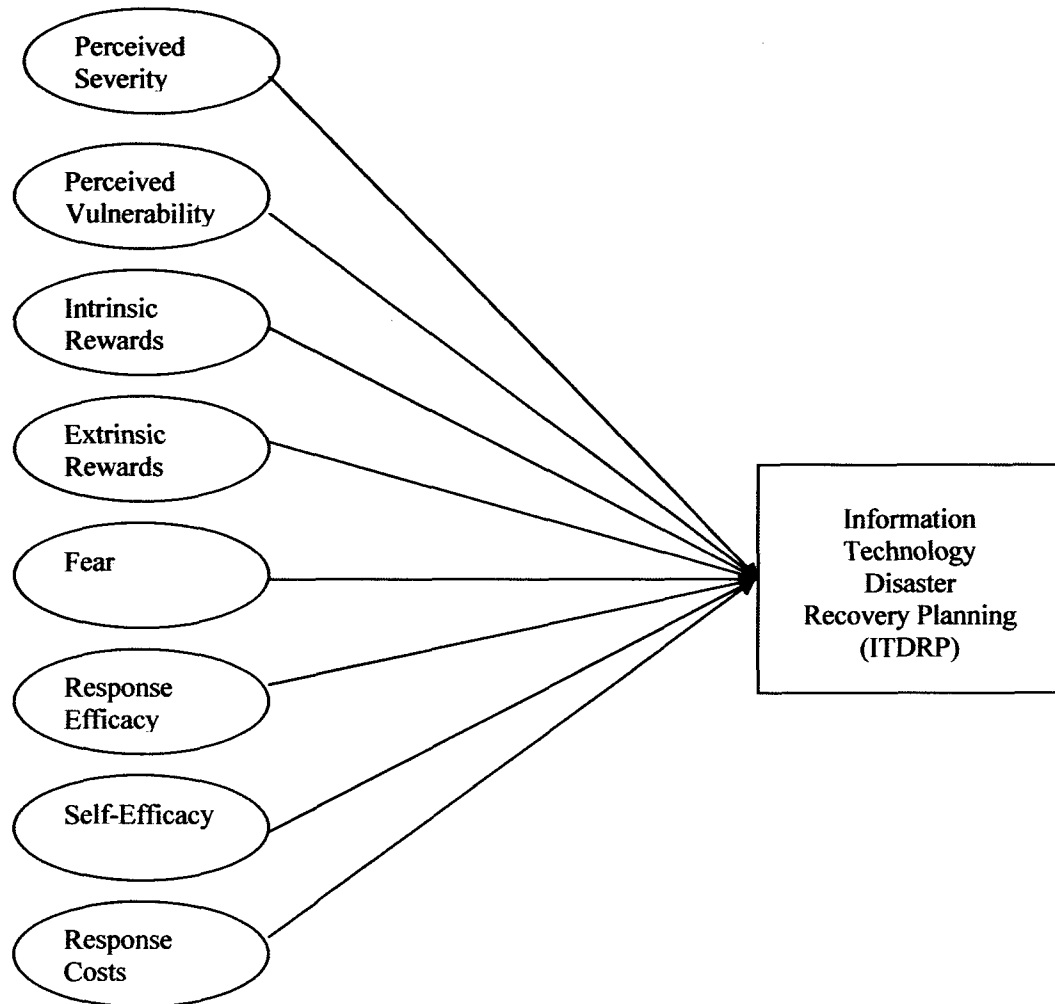 Perceived
Severity
Perceived
Vulnerability
Intrinsic
Rewards
Extrinsic
Rewards
Fear
Response
Efficacy
Self-Efficacy
Response
Costs
Information
Technology
Disaster
Recovery Planning
(ITDRP)